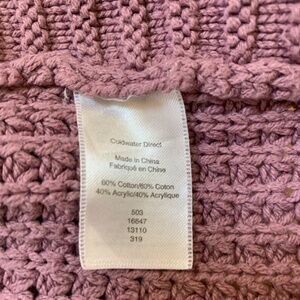 Coldwater Direct
Made in China
Fabriqué en Chine
60% Cotton/60% Coton
40% Acrylic/40% Acrylique
503
16647
13110
319